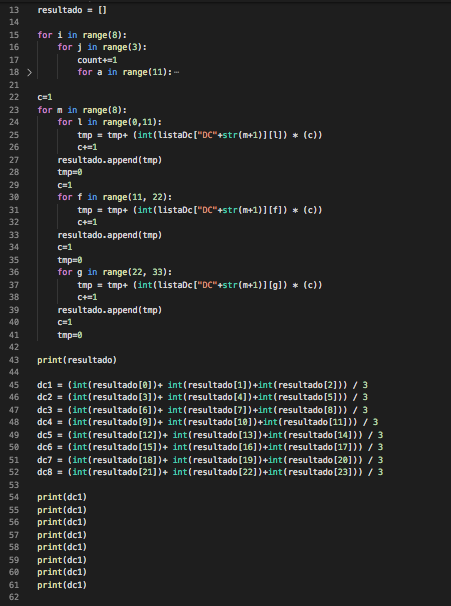 13 resultado = []
14
15 for i in range(8):
16     for j in range(3):
17         count+=1
18 >         for a in range(11):⋯
21
22 c=1
23 for m in range(8):
24     for l in range(0,11):
25         tmp = tmp+ (int(listaDc["DC"+str(m+1)][l]) * (c))
26         c+=1
27     resultado.append(tmp)
28     tmp=0
29     c=1
30     for f in range(11, 22):
31         tmp = tmp+ (int(listaDc["DC"+str(m+1)][f]) * (c))
32         c+=1
33     resultado.append(tmp)
34     c=1
35     tmp=0
36     for g in range(22, 33):
37         tmp = tmp+ (int(listaDc["DC"+str(m+1)][g]) * (c))
38         c+=1
39     resultado.append(tmp)
40     c=1
41     tmp=0
42
43 print(resultado)
44
45 dc1 = (int(resultado[0])+ int(resultado[1])+int(resultado[2])) / 3
46 dc2 = (int(resultado[3])+ int(resultado[4])+int(resultado[5])) / 3
47 dc3 = (int(resultado[6])+ int(resultado[7])+int(resultado[8])) / 3
48 dc4 = (int(resultado[9])+ int(resultado[10])+int(resultado[11])) / 3
49 dc5 = (int(resultado[12])+ int(resultado[13])+int(resultado[14])) / 3
50 dc6 = (int(resultado[15])+ int(resultado[16])+int(resultado[17])) / 3
51 dc7 = (int(resultado[18])+ int(resultado[19])+int(resultado[20])) / 3
52 dc8 = (int(resultado[21])+ int(resultado[22])+int(resultado[23])) / 3
53
54 print(dc1)
55 print(dc1)
56 print(dc1)
57 print(dc1)
58 print(dc1)
59 print(dc1)
60 print(dc1)
61 print(dc1)
62